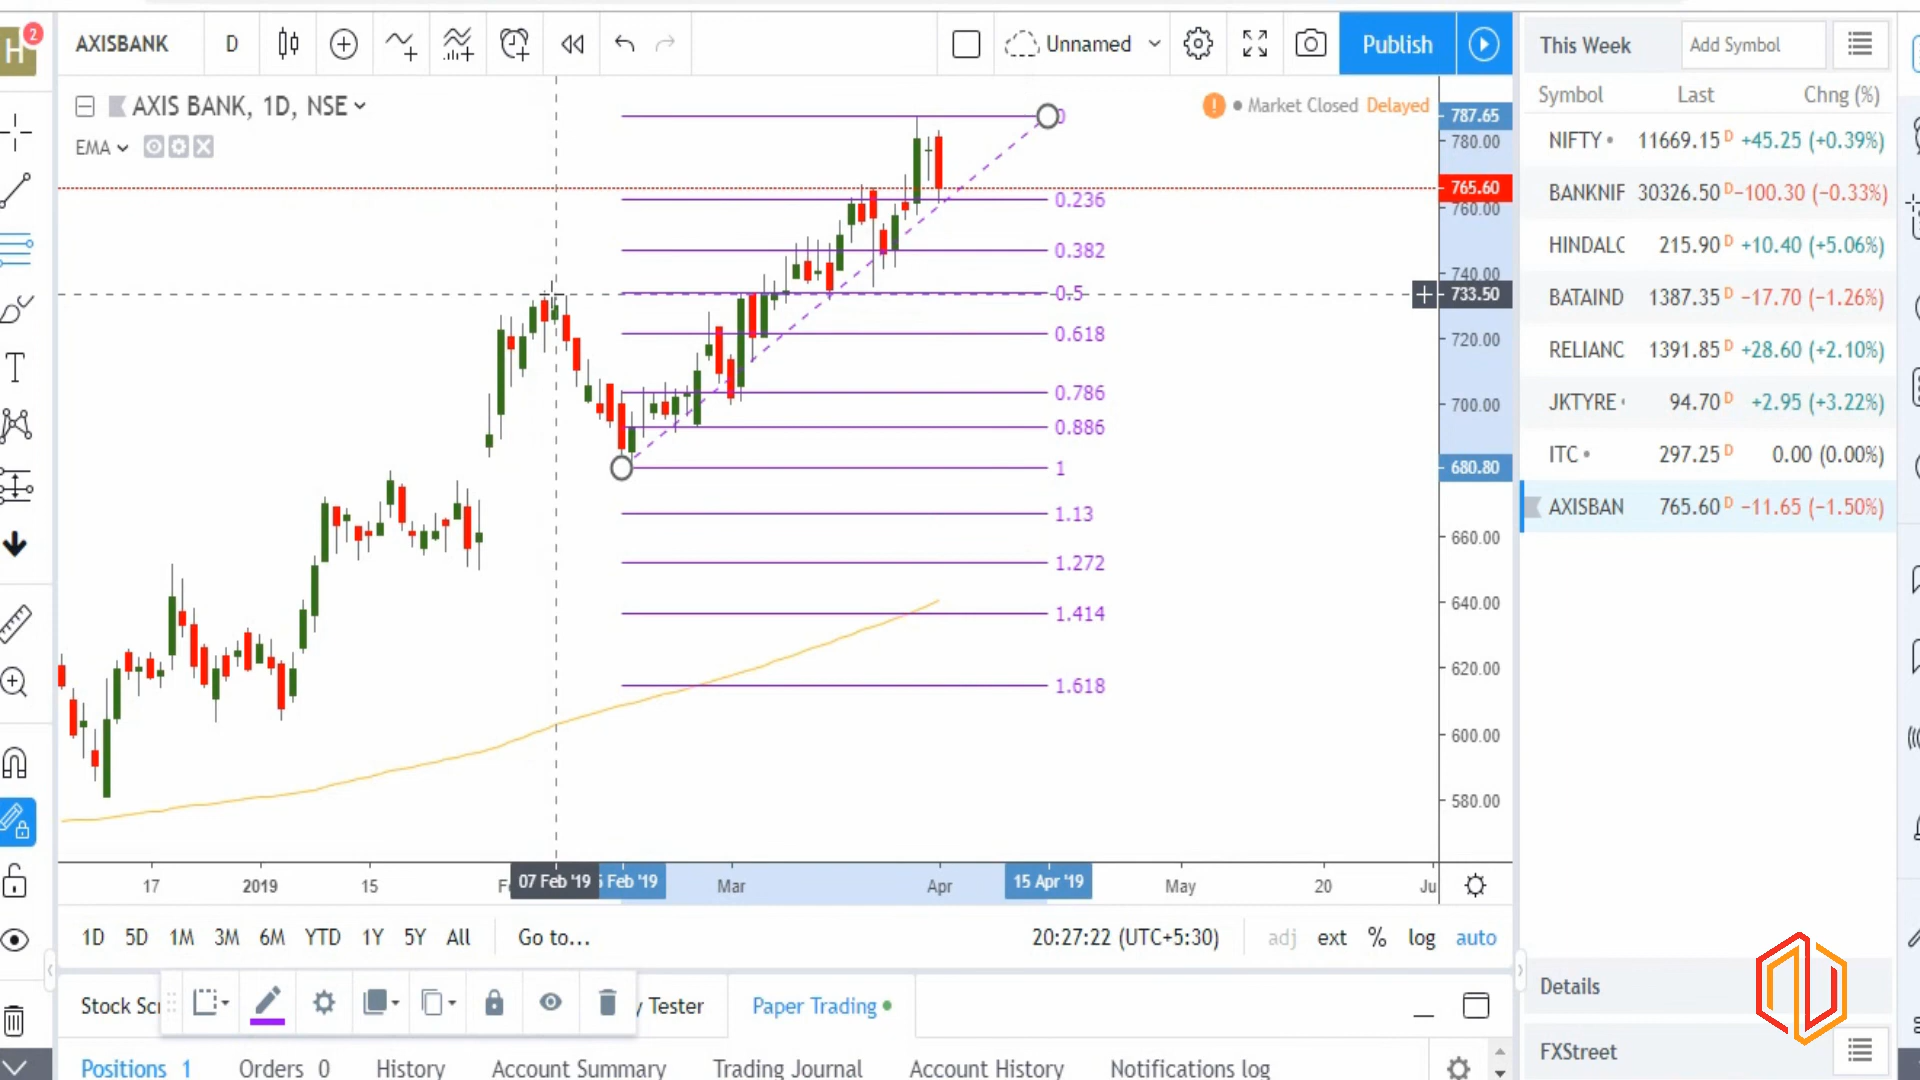 H 2 AXISBANK D Unnamed Publish This Week Add Symbol
AXIS BANK, 1D, NSE
Market Closed Delayed
EMA
0
0.236
0.382
0.5
0.618
0.786
0.886
1
1.13
1.272
1.414
1.618
787.65
780.00
765.60
760.00
740.00
733.50
720.00
700.00
680.80
660.00
640.00
620.00
600.00
580.00
17 2019 15 07 Feb '19 Feb '19 Mar Apr 15 Apr '19 May 20 Ju
1D 5D 1M 3M 6M YTD 1Y 5Y All Go to... 20:27:22 (UTC+5:30) adj ext % log auto
Stock Sc Tester Paper Trading
Positions 1 Orders 0 History Account Summary Trading Journal Account History Notifications log
Symbol Last Chng (%)
NIFTY 11669.15 D +45.25 (+0.39%)
BANKNIF 30326.50 D −100.30 (−0.33%)
HINDALC 215.90 D +10.40 (+5.06%)
BATAIND 1387.35 D −17.70 (−1.26%)
RELIANC 1391.85 D +28.60 (+2.10%)
JKTYRE 94.70 D +2.95 (+3.22%)
ITC 297.25 D 0.00 (0.00%)
AXISBAN 765.60 D −11.65 (−1.50%)
Details
FXStreet